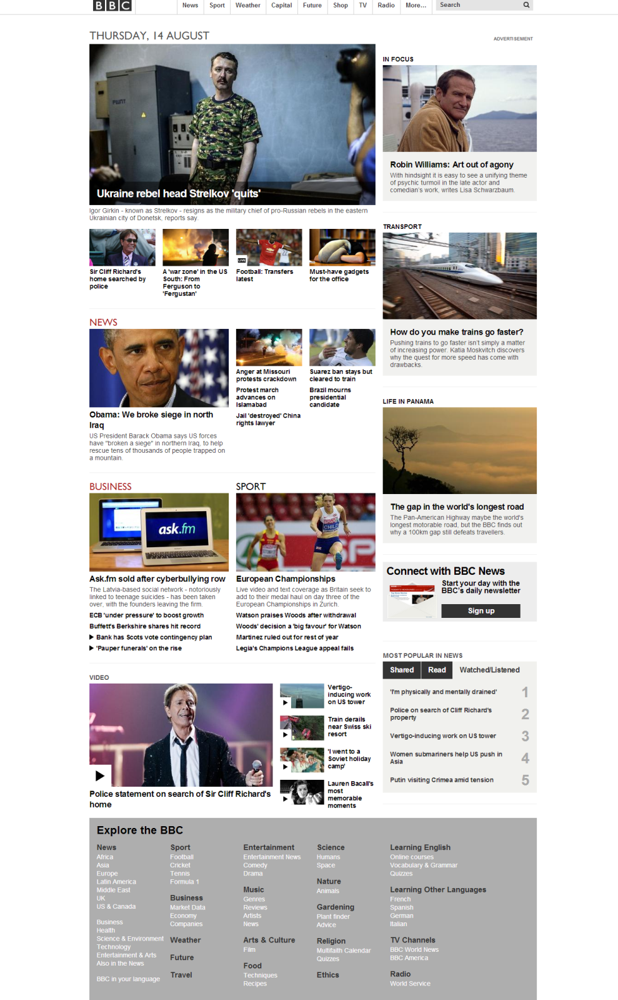 BBC
News Sport Weather Capital Future Shop TV Radio More... Search
THURSDAY, 14 AUGUST
ADVERTISEMENT
Ukraine rebel head Strelkov 'quits'
Igor Girkin - known as Strelkov - resigns as the military chief of pro-Russian rebels in the eastern
Ukrainian city of Donetsk, reports say.
Sir Cliff Richard's
home searched by
police
A 'war zone' in the US
South: From
Ferguson to
'Fergustan'
LIVE
Football: Transfers
latest
Must-have gadgets
for the office
IN FOCUS
Robin Williams: Art out of agony
With hindsight it is easy to see a unifying theme
of psychic turmoil in the late actor and
comedian's work, writes Lisa Schwarzbaum.
TRANSPORT
How do you make trains go faster?
Pushing trains to go faster isn't simply a matter
of increasing power. Katia Moskvitch discovers
why the quest for more speed has come with
drawbacks.
LIFE IN PANAMA
The gap in the world's longest road
The Pan-American Highway maybe the world's
longest motorable road, but the BBC finds out
why a 100km gap still defeats travellers.
NEWS
Obama: We broke siege in north
Iraq
US President Barack Obama says US forces
have "broken a siege" in northern Iraq, to help
rescue tens of thousands of people trapped on
a mountain.
Anger at Missouri
protests crackdown
Protest march
advances on
Islamabad
Jail 'destroyed' China
rights lawyer
Suarez ban stays but
cleared to train
Brazil mourns
presidential
candidate
BUSINESS
ask.fm
Ask.fm sold after cyberbullying row
The Latvia-based social network - notoriously
linked to teenage suicides - has been taken
over, with the founders leaving the firm.
ECB 'under pressure' to boost growth
Buffett's Berkshire shares hit record
Bank has Scots vote contingency plan
'Pauper funerals' on the rise
SPORT
CHILD
European Championships
Live video and text coverage as Britain seek to
add to their medal haul on day three of the
European Championships in Zurich.
Watson praises Woods after withdrawal
Woods' decision a 'big favour' for Watson
Martinez ruled out for rest of year
Legia's Champions League appeal fails
Connect with BBC News
Start your day with the
BBC's daily newsletter
Sign up
MOST POPULAR IN NEWS
Shared Read Watched/Listened
'I'm physically and mentally drained' 1
Police on search of Cliff Richard's
property 2
Vertigo-inducing work on US tower 3
Women submariners help US push in
Asia 4
Putin visiting Crimea amid tension 5
VIDEO
Police statement on search of Sir Cliff Richard's
home
Vertigo-
inducing work
on US tower
Train derails
near Swiss ski
resort
'I went to a
Soviet holiday
camp'
Lauren Bacall's
most
memorable
moments
Explore the BBC
News
Africa
Asia
Europe
Latin America
Middle East
UK
US & Canada
Business
Health
Science & Environment
Technology
Entertainment & Arts
Also in the News
BBC in your language
Sport
Football
Cricket
Tennis
Formula 1
Business
Market Data
Economy
Companies
Weather
Future
Travel
Entertainment
Entertainment News
Comedy
Drama
Music
Genres
Reviews
Artists
News
Arts & Culture
Film
Food
Techniques
Recipes
Science
Humans
Space
Nature
Animals
Gardening
Plant finder
Advice
Religion
Multifaith Calendar
Quizzes
Ethics
Learning English
Online courses
Vocabulary & Grammar
Quizzes
Learning Other Languages
French
Spanish
German
Italian
TV Channels
BBC World News
BBC America
Radio
World Service